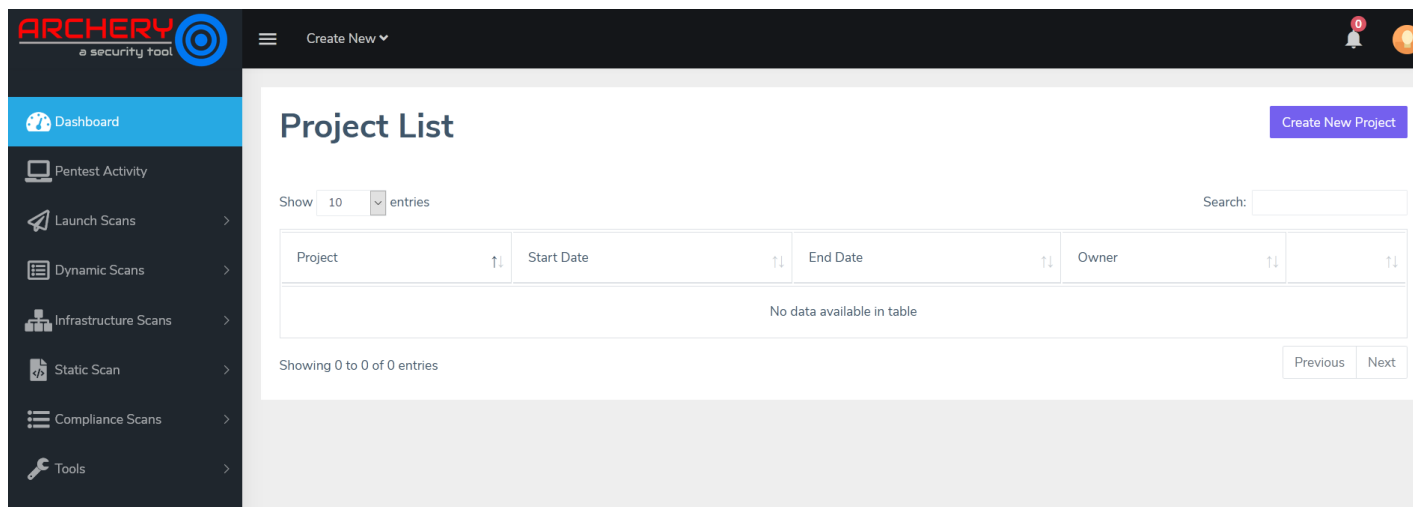 ARCHERY
a security tool
Create New
0
Dashboard
Pentest Activity
Launch Scans
Dynamic Scans
Infrastructure Scans
Static Scan
Compliance Scans
Tools
Project List
Create New Project
Show 10 entries
Search:
Project Start Date End Date Owner
No data available in table
Showing 0 to 0 of 0 entries
Previous Next